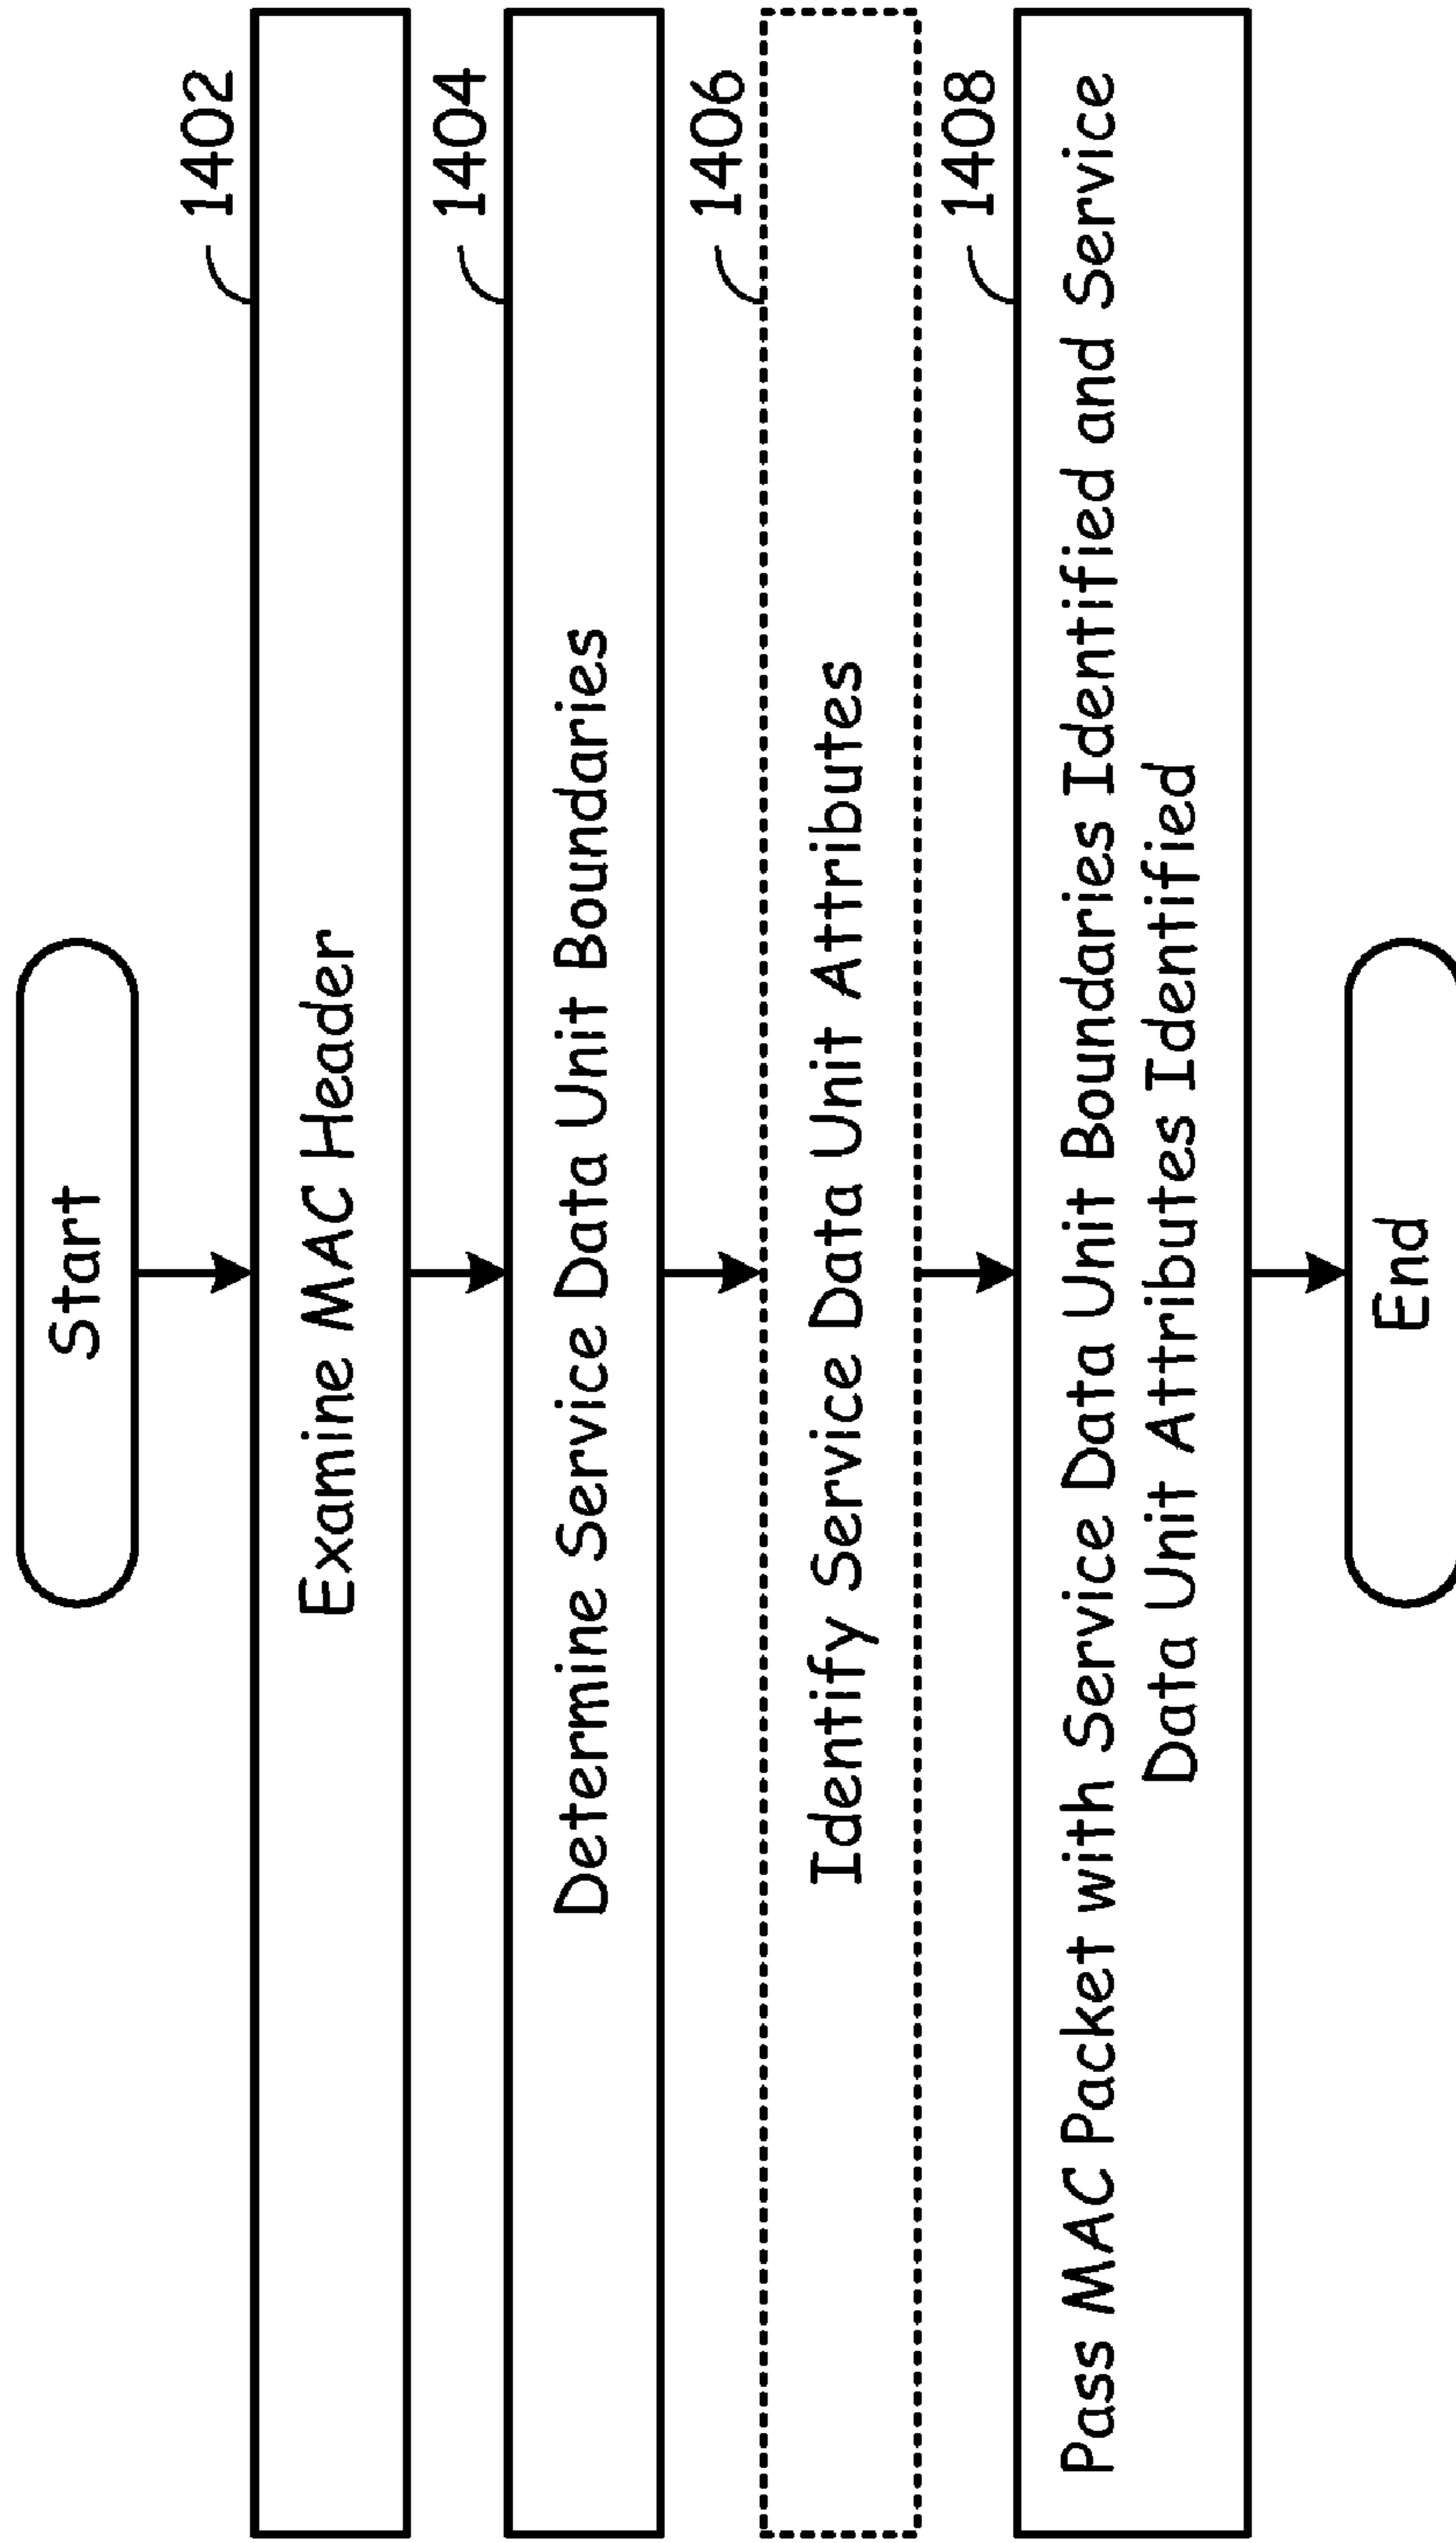 Start
1402
Examine MAC Header
1404
Determine Service Data Unit Boundaries
1406
Identify Service Data Unit Attributes
1408
Pass MAC Packet with Service Data Unit Boundaries Identified and Service
Data Unit Attributes Identified
End